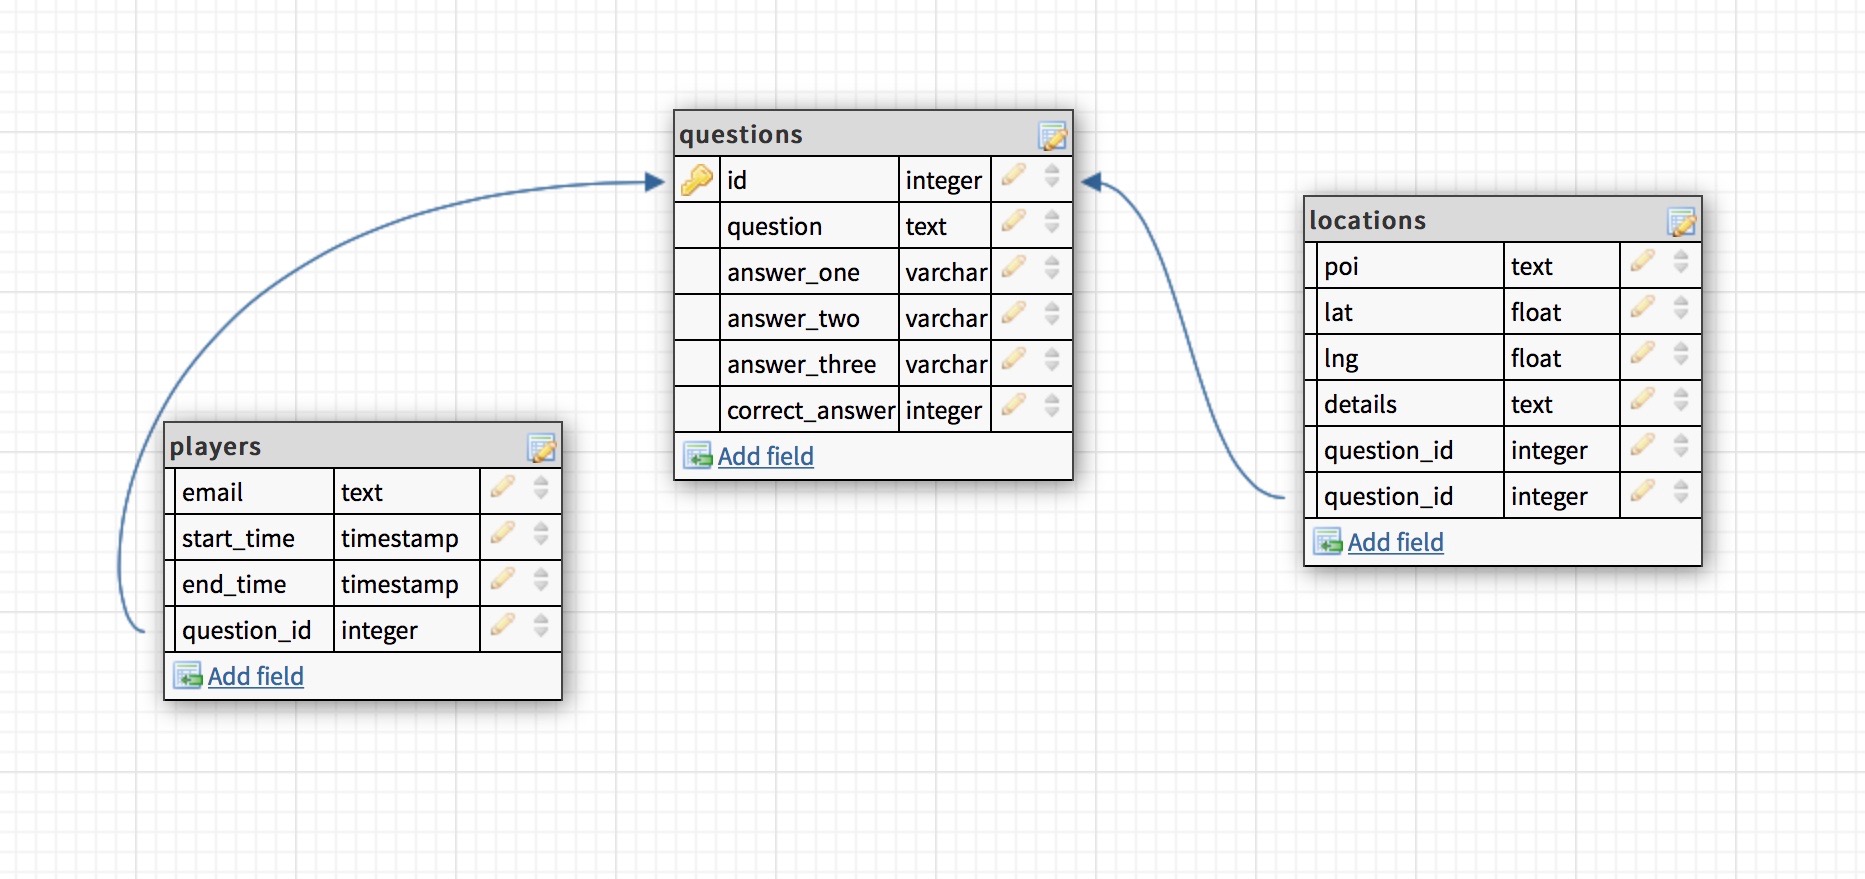 questions
id integer
question text
answer_one varchar
answer_two varchar
answer_three varchar
correct_answer integer
Add field
locations
poi text
lat float
lng float
details text
question_id integer
question_id integer
Add field
players
email text
start_time timestamp
end_time timestamp
question_id integer
Add field